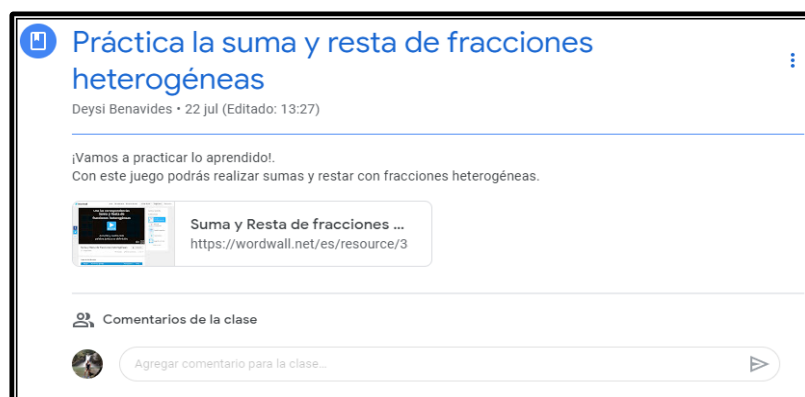 Práctica la suma y resta de fracciones
heterogéneas
Deysi Benavides • 22 jul (Editado: 13:27)
¡Vamos a practicar lo aprendido!.
Con este juego podrás realizar sumas y restar con fracciones heterogéneas.
Suma y Resta de fracciones ...
https://wordwall.net/es/resource/3
Comentarios de la clase
Agregar comentario para la clase...